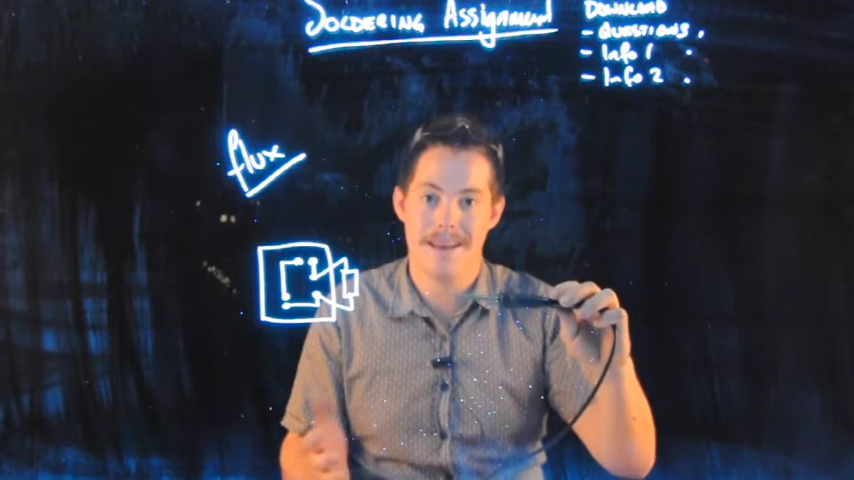 SOLDERING Assignment
DOWNLOAD
- QUESTIONS.
- Info 1 .
- Info 2 .
flux